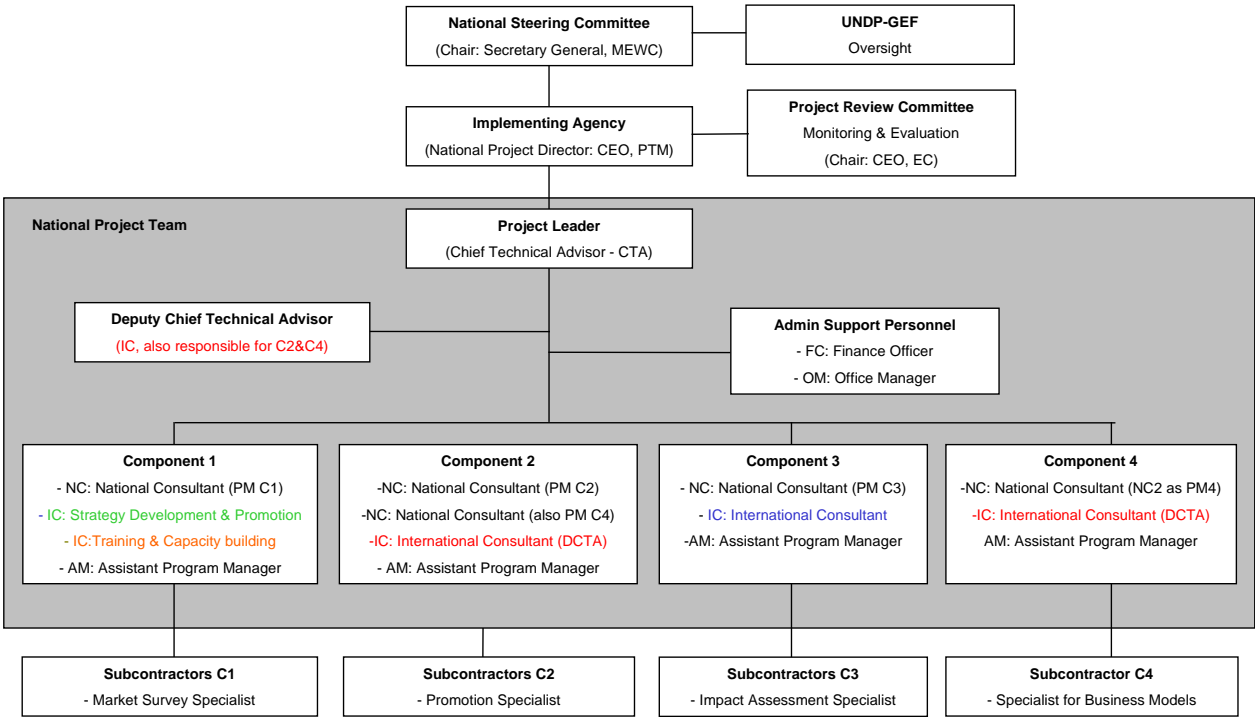 National Steering Committee
(Chair: Secretary General, MEWC)
UNDP-GEF
Oversight
Implementing Agency
(National Project Director: CEO, PTM)
Project Review Committee
Monitoring & Evaluation
(Chair: CEO, EC)
National Project Team
Project Leader
(Chief Technical Advisor - CTA)
Deputy Chief Technical Advisor
(IC, also responsible for C2&C4)
Admin Support Personnel
- FC: Finance Officer
- OM: Office Manager
Component 1
- NC: National Consultant (PM C1)
- IC: Strategy Development & Promotion
- IC:Training & Capacity building
- AM: Assistant Program Manager
Component 2
-NC: National Consultant (PM C2)
-NC: National Consultant (also PM C4)
-IC: International Consultant (DCTA)
- AM: Assistant Program Manager
Component 3
- NC: National Consultant (PM C3)
- IC: International Consultant
-AM: Assistant Program Manager
Component 4
-NC: National Consultant (NC2 as PM4)
-IC: International Consultant (DCTA)
AM: Assistant Program Manager
Subcontractors C1
- Market Survey Specialist
Subcontractors C2
- Promotion Specialist
Subcontractors C3
- Impact Assessment Specialist
Subcontractor C4
- Specialist for Business Models